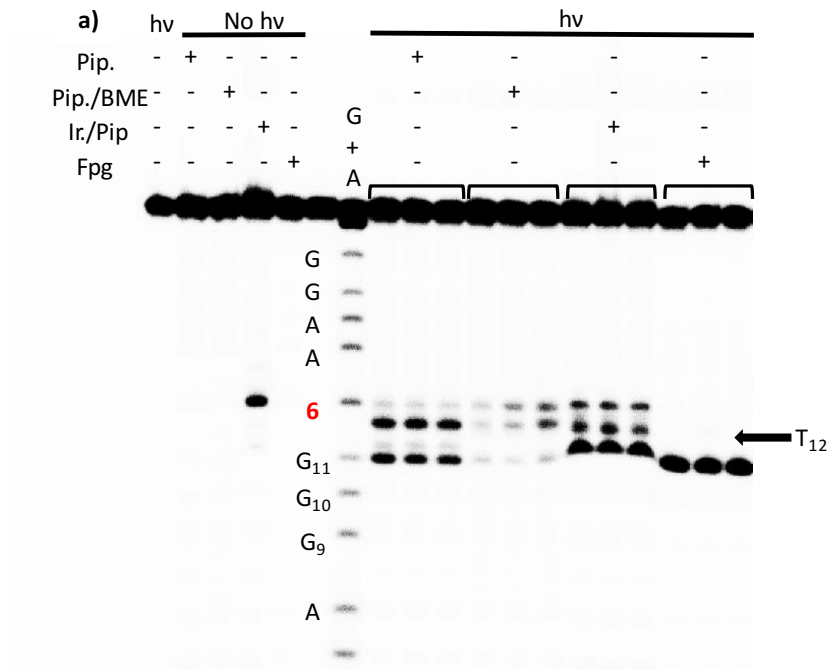 a) hν No hν hν
Pip. - + - - - + - - -
Pip./BME - - + - - - + - -
Ir./Pip - - - + - - - + -
Fpg - - - - + - - - +
G
+
A
G
G
A
A
6
T12
G11
G10
G9
A